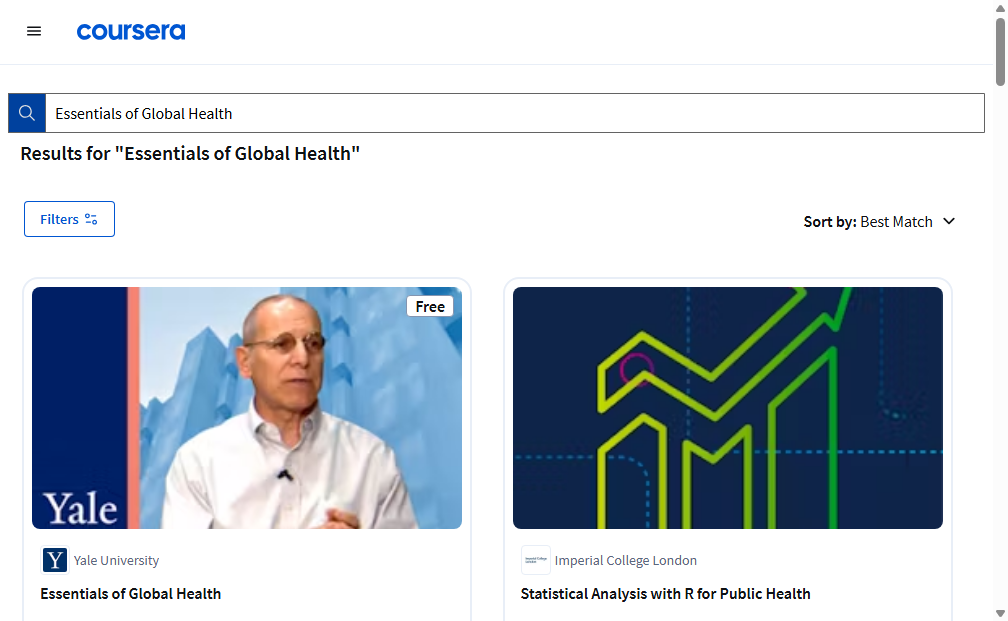 coursera
Essentials of Global Health
Results for "Essentials of Global Health"
Filters
Sort by: Best Match
Free
Yale
Y Yale University
Imperial College London
Essentials of Global Health
Statistical Analysis with R for Public Health